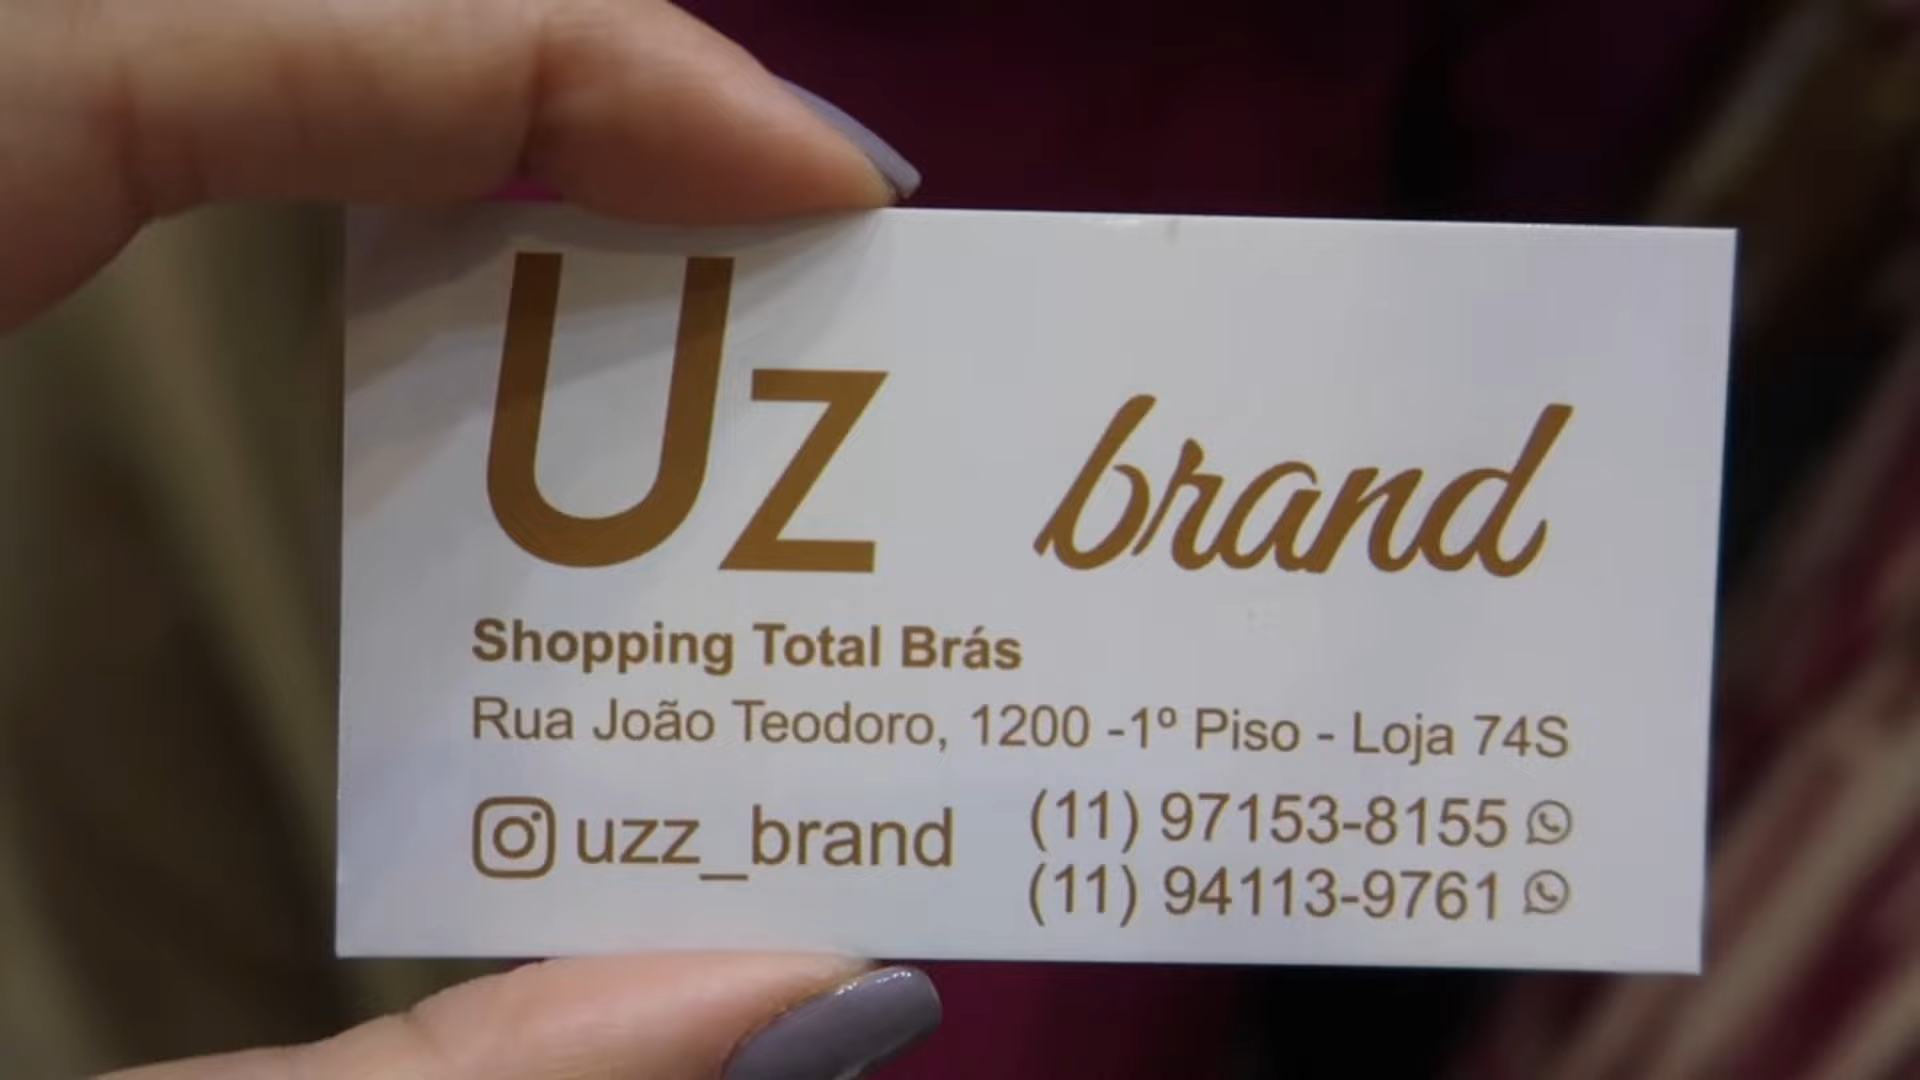 Uz brand
Shopping Total Brás
Rua João Teodoro, 1200 -1º Piso - Loja 74S
uzz_brand
(11) 97153-8155
(11) 94113-9761